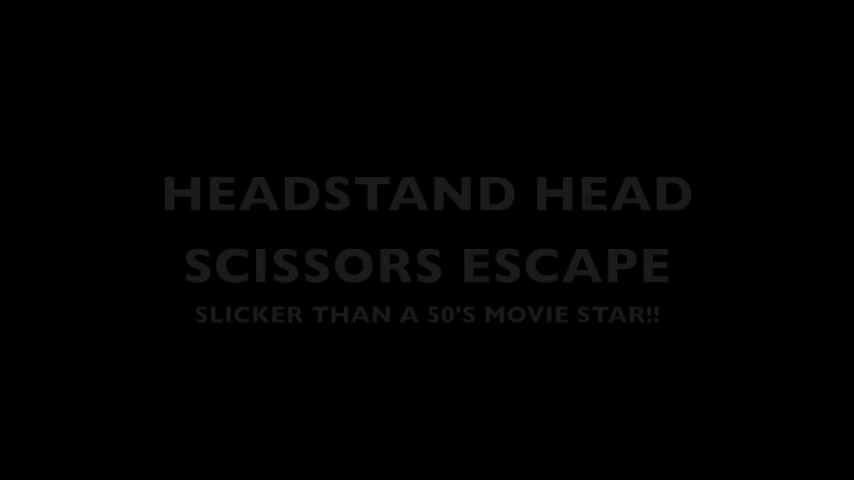 HEADSTAND HEAD
SCISSORS ESCAPE
SLICKER THAN A 50'S MOVIE STAR!!